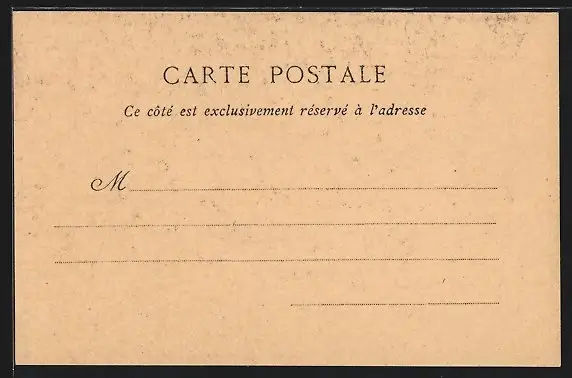 CARTE POSTALE
Ce côté est exclusivement réservé à l'adresse
M